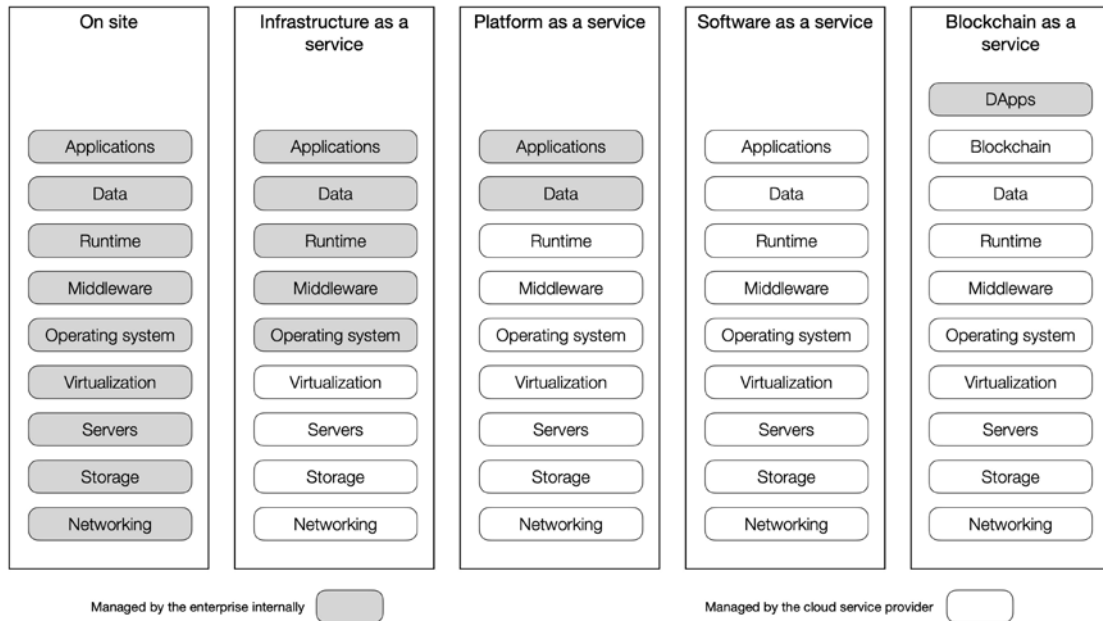 On site
Applications
Data
Runtime
Middleware
Operating system
Virtualization
Servers
Storage
Networking
Infrastructure as a
service
Applications
Data
Runtime
Middleware
Operating system
Virtualization
Servers
Storage
Networking
Platform as a service
Applications
Data
Runtime
Middleware
Operating system
Virtualization
Servers
Storage
Networking
Software as a service
Applications
Data
Runtime
Middleware
Operating system
Virtualization
Servers
Storage
Networking
Blockchain as a
service
DApps
Blockchain
Data
Runtime
Middleware
Operating system
Virtualization
Servers
Storage
Networking
Managed by the enterprise internally
Managed by the cloud service provider